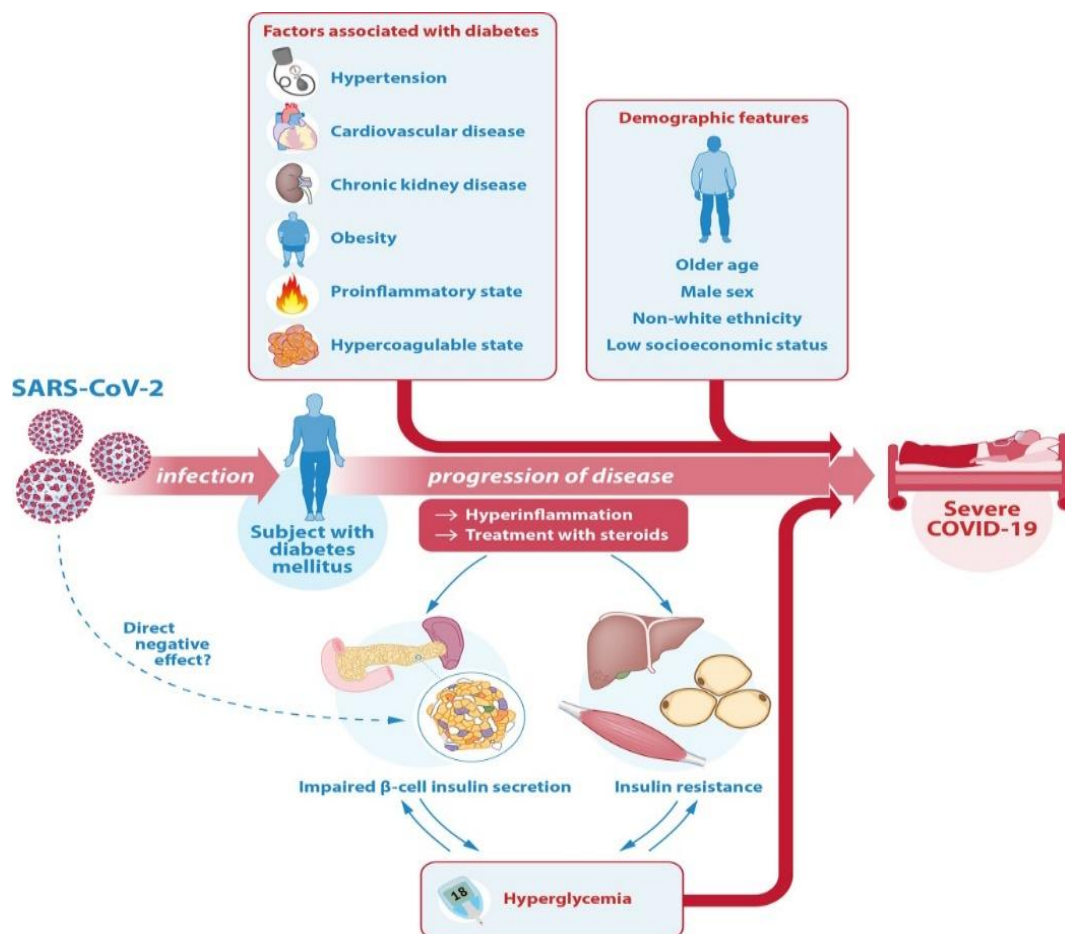 Factors associated with diabetes
Hypertension
Cardiovascular disease
Chronic kidney disease
Obesity
Proinflammatory state
Hypercoagulable state
Demographic features
Older age
Male sex
Non-white ethnicity
Low socioeconomic status
SARS-CoV-2
infection
Subject with
diabetes
mellitus
progression of disease
→ Hyperinflammation
→ Treatment with steroids
Severe
COVID-19
Direct
negative
effect?
Impaired β-cell insulin secretion
Insulin resistance
18
Hyperglycemia